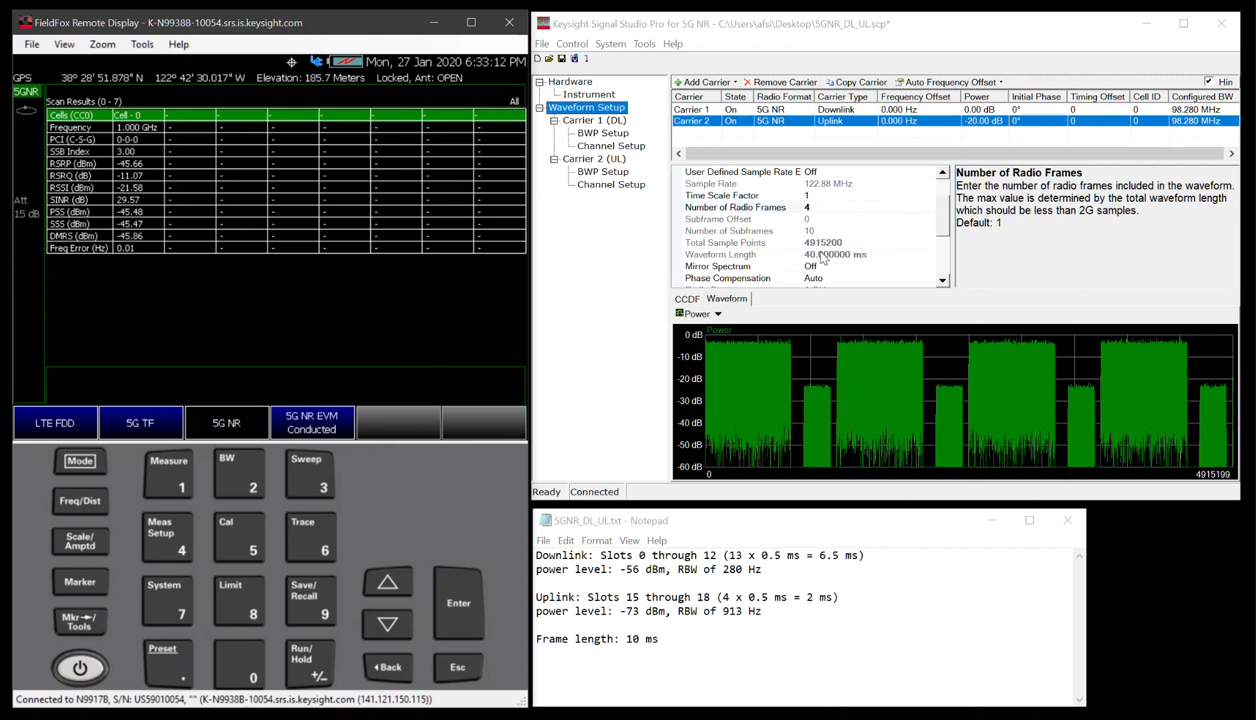 FieldFox Remote Display - K-N9938B-10054.srs.is.keysight.com
File View Zoom Tools Help
Mon, 27 Jan 2020 6:33:12 PM
GPS 38° 28' 51.878" N 122° 42' 30.017" W Elevation: 185.7 Meters Locked, Ant: OPEN
5GNR
Scan Results (0 - 7) All
Cells (CC0) Cell - 0 - - - - - - -
Frequency 1.000 GHz - - - - - - -
PCI (C-S-G) 0-0-0 - - - - - - -
SSB Index 3.00 - - - - - - -
RSRP (dBm) -45.66 - - - - - - -
RSRQ (dB) -11.07 - - - - - - -
RSSI (dBm) -21.58 - - - - - - -
SINR (dB) 29.57 - - - - - - -
PSS (dBm) -45.48 - - - - - - -
SSS (dBm) -45.47 - - - - - - -
DMRS (dBm) -45.86 - - - - - - -
Freq Error (Hz) 0.01 - - - - - - -
Att
15 dB
LTE FDD 5G TF 5G NR 5G NR EVM
Conducted
Mode Measure 1 BW 2 Sweep 3
Freq/Dist
Scale/
Amptd
Meas
Setup 4 Cal 5 Trace 6
Marker System 7 Limit 8 Save/
Recall 9 Enter
Mkr→/
Tools
Preset . 0 Run/
Hold +/- Back Esc
Connected to N9917B, S/N: US59010054, "" (K-N9938B-10054.srs.is.keysight.com (141.121.150.115))
Keysight Signal Studio Pro for 5G NR - C:\Users\afsi\Desktop\5GNR_DL_UL.scp*
File Control System Tools Help
Hardware
Instrument
Waveform Setup
Carrier 1 (DL)
BWP Setup
Channel Setup
Carrier 2 (UL)
BWP Setup
Channel Setup
Add Carrier Remove Carrier Copy Carrier Auto Frequency Offset Hin
Carrier State Radio Format Carrier Type Frequency Offset Power Initial Phase Timing Offset Cell ID Configured BW
Carrier 1 On 5G NR Downlink 0.000 Hz 0.00 dB 0° 0 0 98.280 MHz
Carrier 2 On 5G NR Uplink 0.000 Hz -20.00 dB 0° 0 0 98.280 MHz
User Defined Sample Rate E Off
Sample Rate 122.88 MHz
Time Scale Factor 1
Number of Radio Frames 4
Subframe Offset 0
Number of Subframes 10
Total Sample Points 4915200
Waveform Length 40.000000 ms
Mirror Spectrum Off
Phase Compensation Auto
Number of Radio Frames
Enter the number of radio frames included in the waveform.
The max value is determined by the total waveform length
which should be less than 2G samples.
Default: 1
CCDF Waveform
Power
Power
0 dB
-10 dB
-20 dB
-30 dB
-40 dB
-50 dB
-60 dB
0 4915199
Ready Connected
5GNR_DL_UL.txt - Notepad
File Edit Format View Help
Downlink: Slots 0 through 12 (13 x 0.5 ms = 6.5 ms)
power level: -56 dBm, RBW of 280 Hz
Uplink: Slots 15 through 18 (4 x 0.5 ms = 2 ms)
power level: -73 dBm, RBW of 913 Hz
Frame length: 10 ms